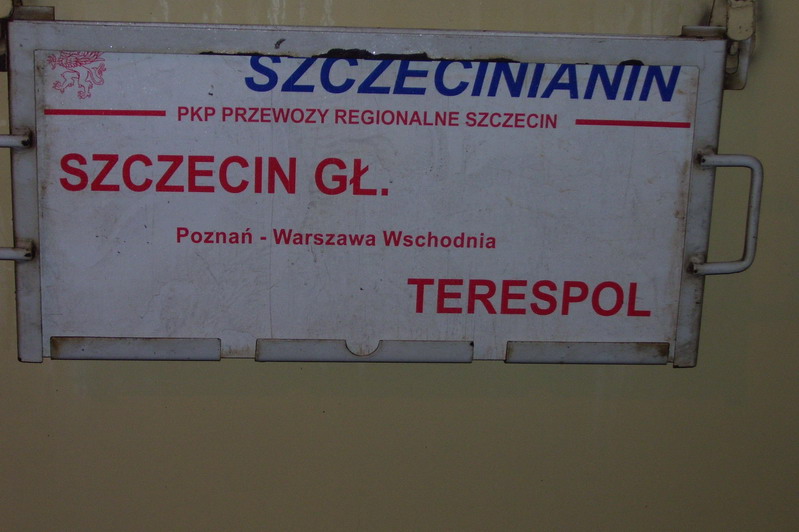 SZCZECINIANIN
PKP PRZEWOZY REGIONALNE SZCZECIN
SZCZECIN GŁ.
Poznań - Warszawa Wschodnia
TERESPOL